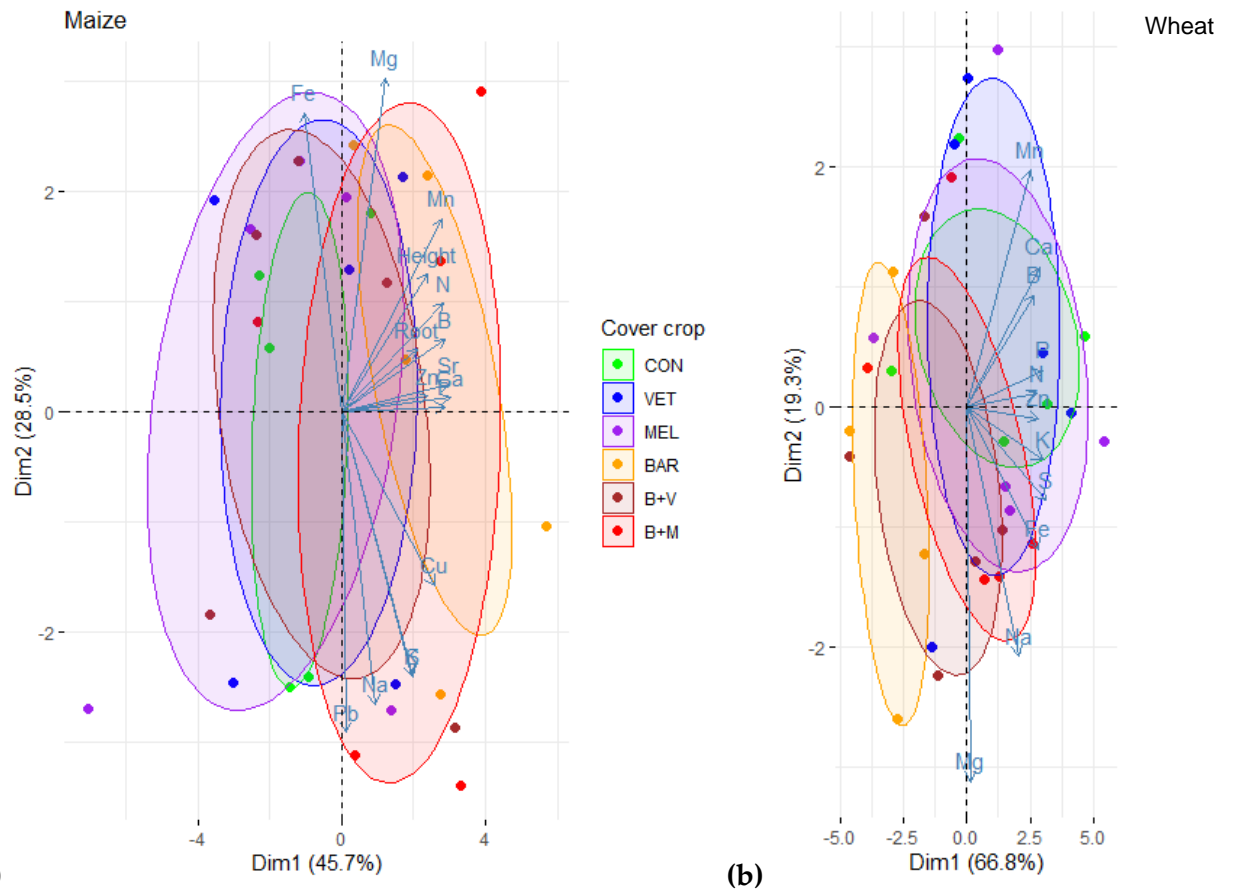 Maize
Mg
Fe
Mn
Height
N
B
Root
Sr
Zn
Ca
Cu
S
Na
Pb
2
0
-2
-4
0
4
Dim2 (28.5%)
Dim1 (45.7%)
Cover crop
CON
VET
MEL
BAR
B+V
B+M
Wheat
Mn
Ca
B
P
N
Zn
K
S
Fe
Na
Mg
2
0
-2
-5.0
-2.5
0.0
2.5
5.0
Dim2 (19.3%)
Dim1 (66.8%)
(b)